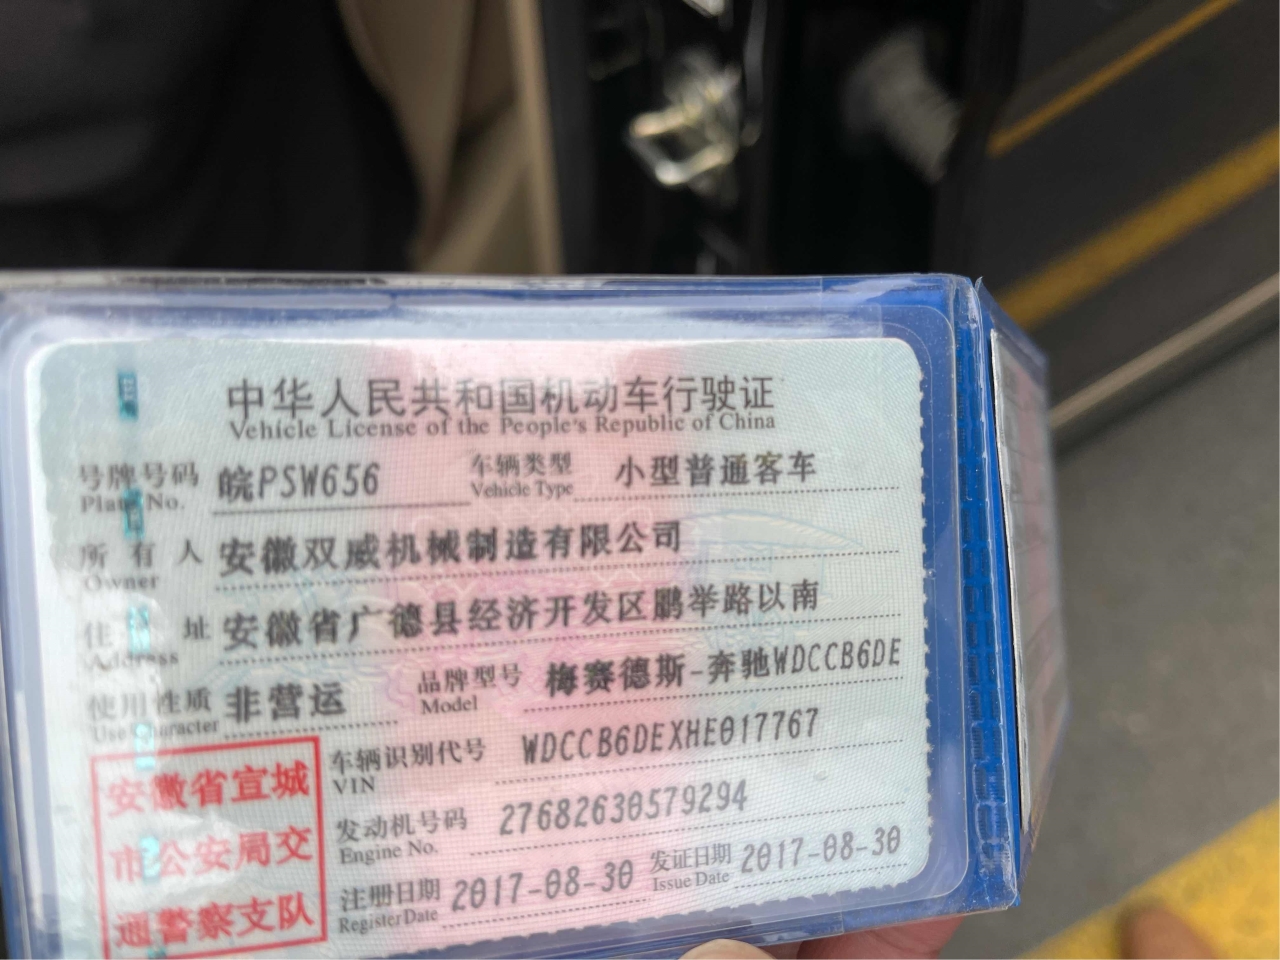 中华人民共和国机动车行驶证
Vehicle License of the People's Republic of China
号牌号码 皖PSW656 车辆类型 小型普通客车
Plate No. Vehicle Type
所有人 安徽双威机械制造有限公司
Owner
住址 安徽省广德县经济开发区鹏举路以南
Address
使用性质 非营运 品牌型号 梅赛德斯-奔驰WDCCB6DE
Use Character Model
车辆识别代号 WDCCB6DEXHE017767
VIN
发动机号码 27682630579294
Engine No.
注册日期 2017-08-30 发证日期 2017-08-30
Register Date Issue Date
安徽省宣城
市公安局交
通警察支队